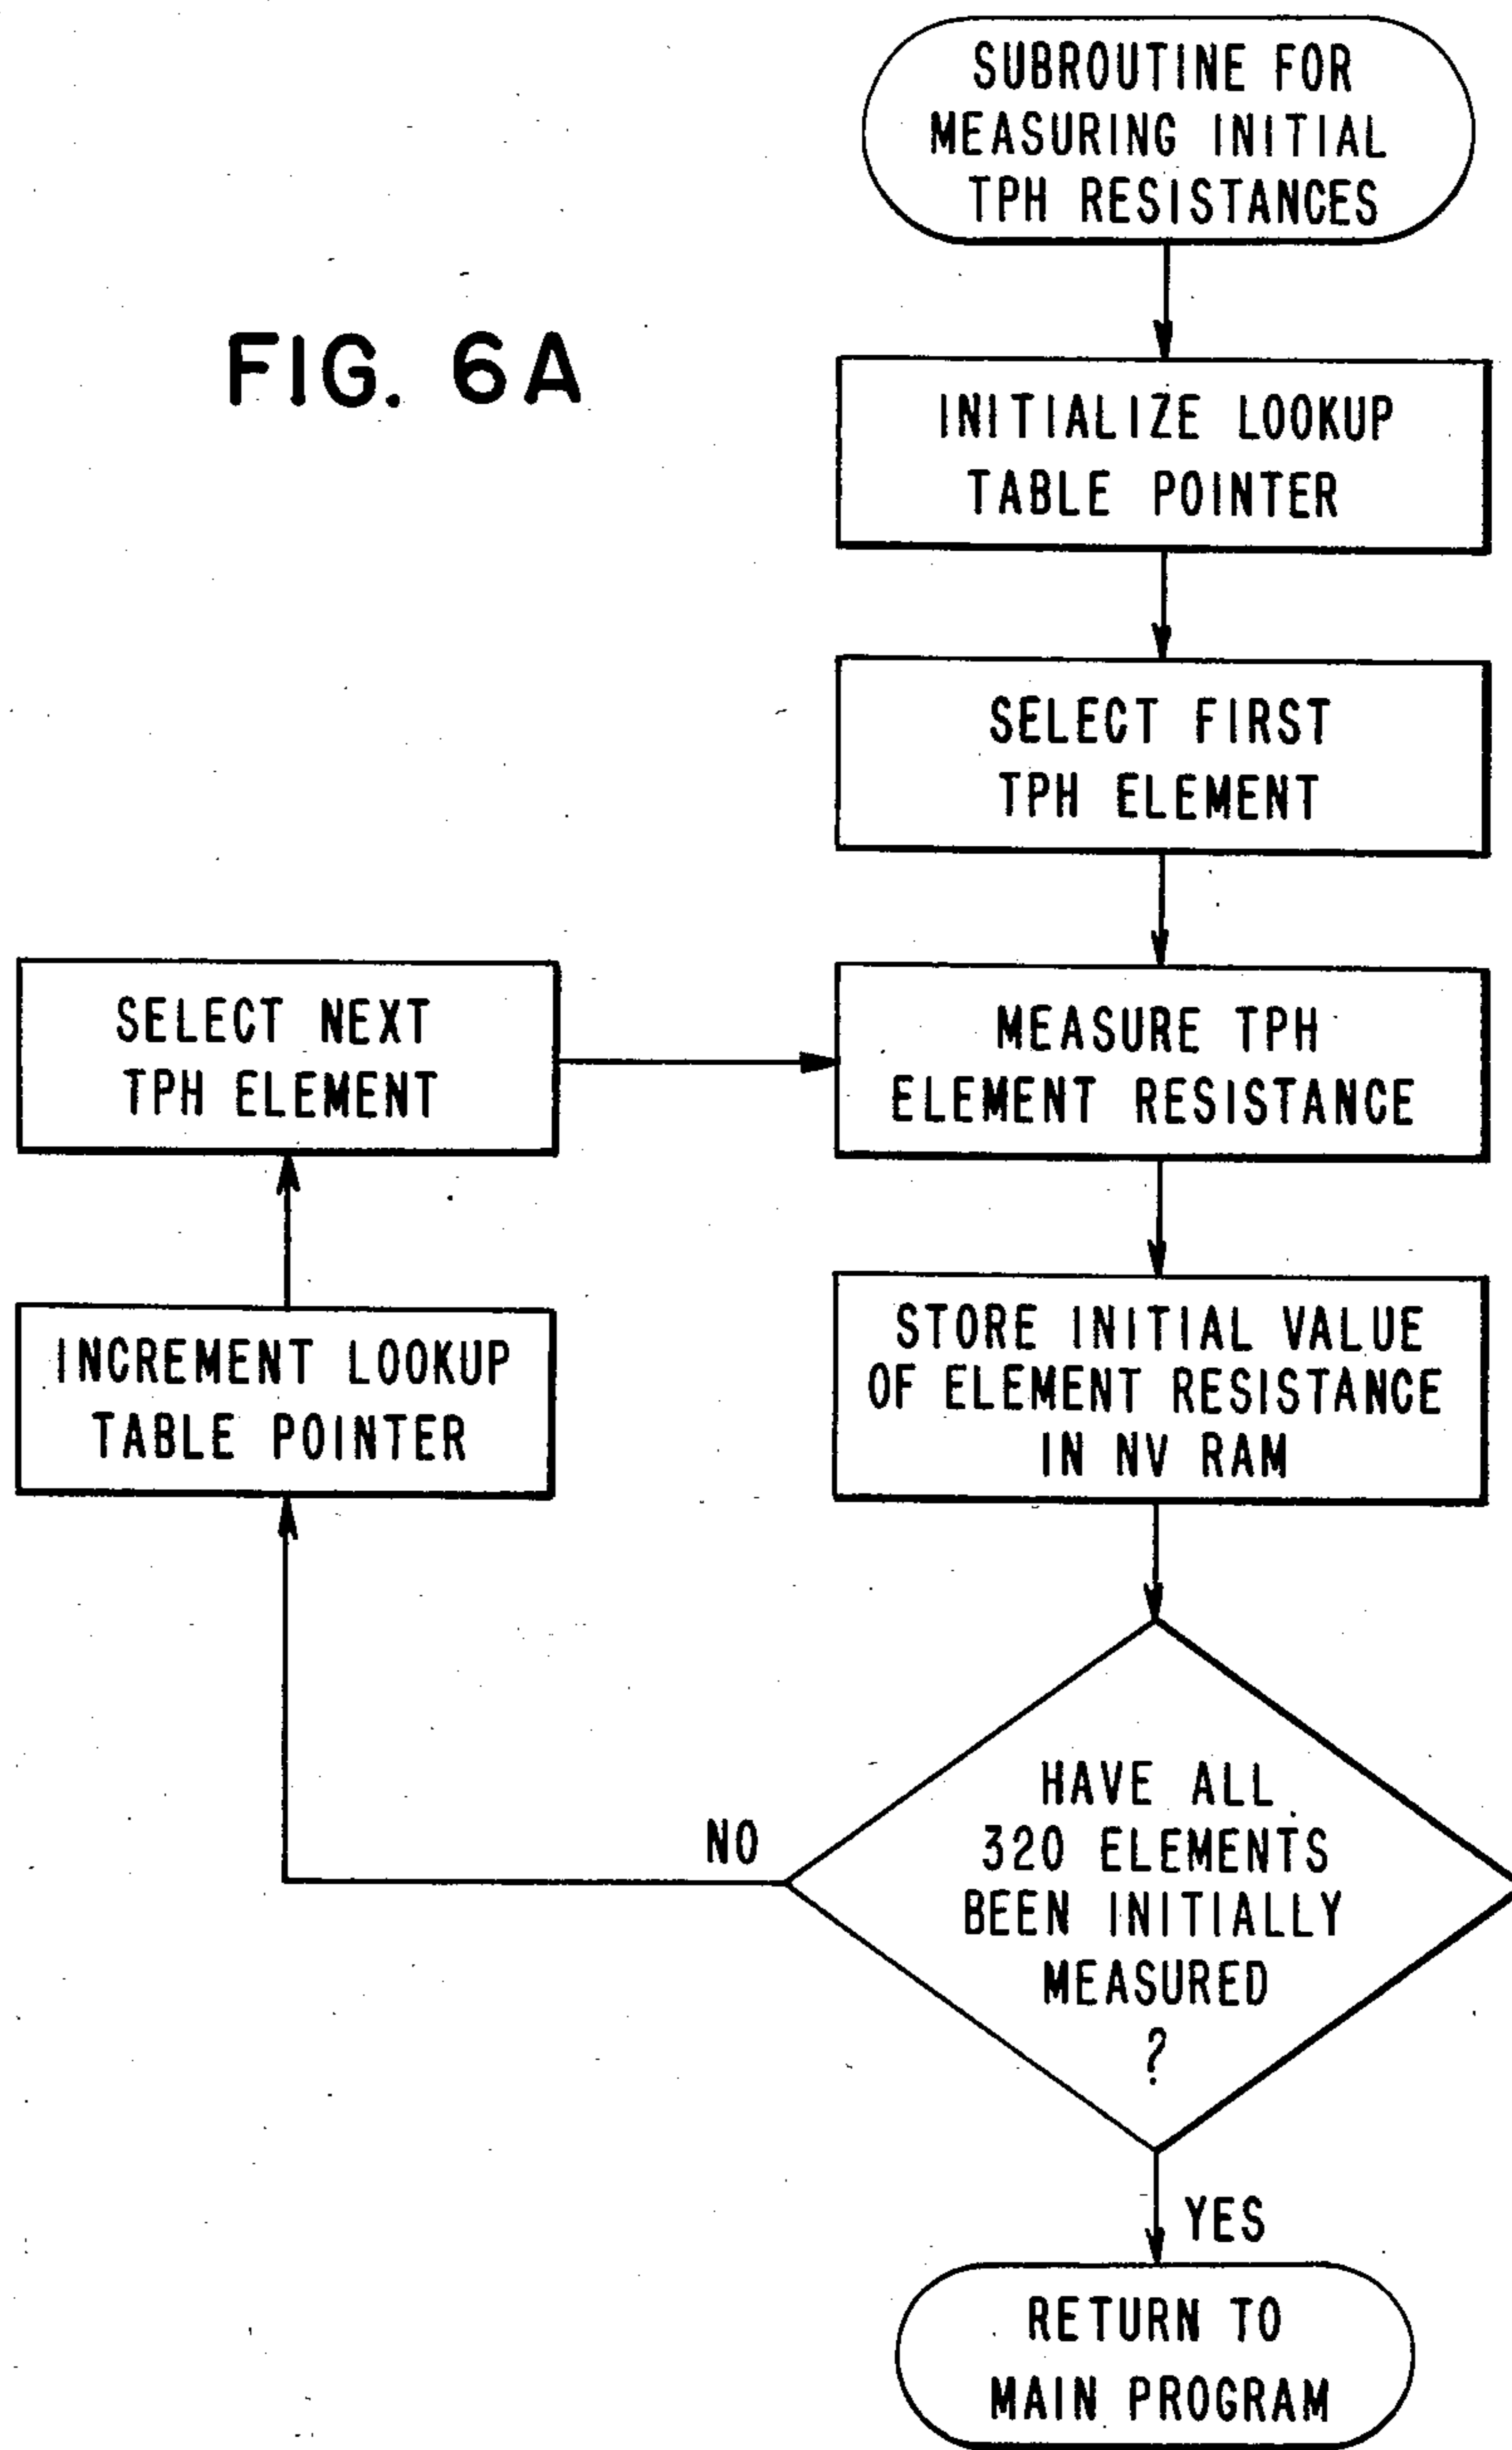 SUBROUTINE FOR
MEASURING INITIAL
TPH RESISTANCES
FIG. 6A
INITIALIZE LOOKUP
TABLE POINTER
SELECT FIRST
TPH ELEMENT
SELECT NEXT
TPH ELEMENT
MEASURE TPH
ELEMENT RESISTANCE
INCREMENT LOOKUP
TABLE POINTER
STORE INITIAL VALUE
OF ELEMENT RESISTANCE
IN NV RAM
NO
HAVE ALL
320 ELEMENTS
BEEN INITIALLY
MEASURED
?
YES
RETURN TO
MAIN PROGRAM